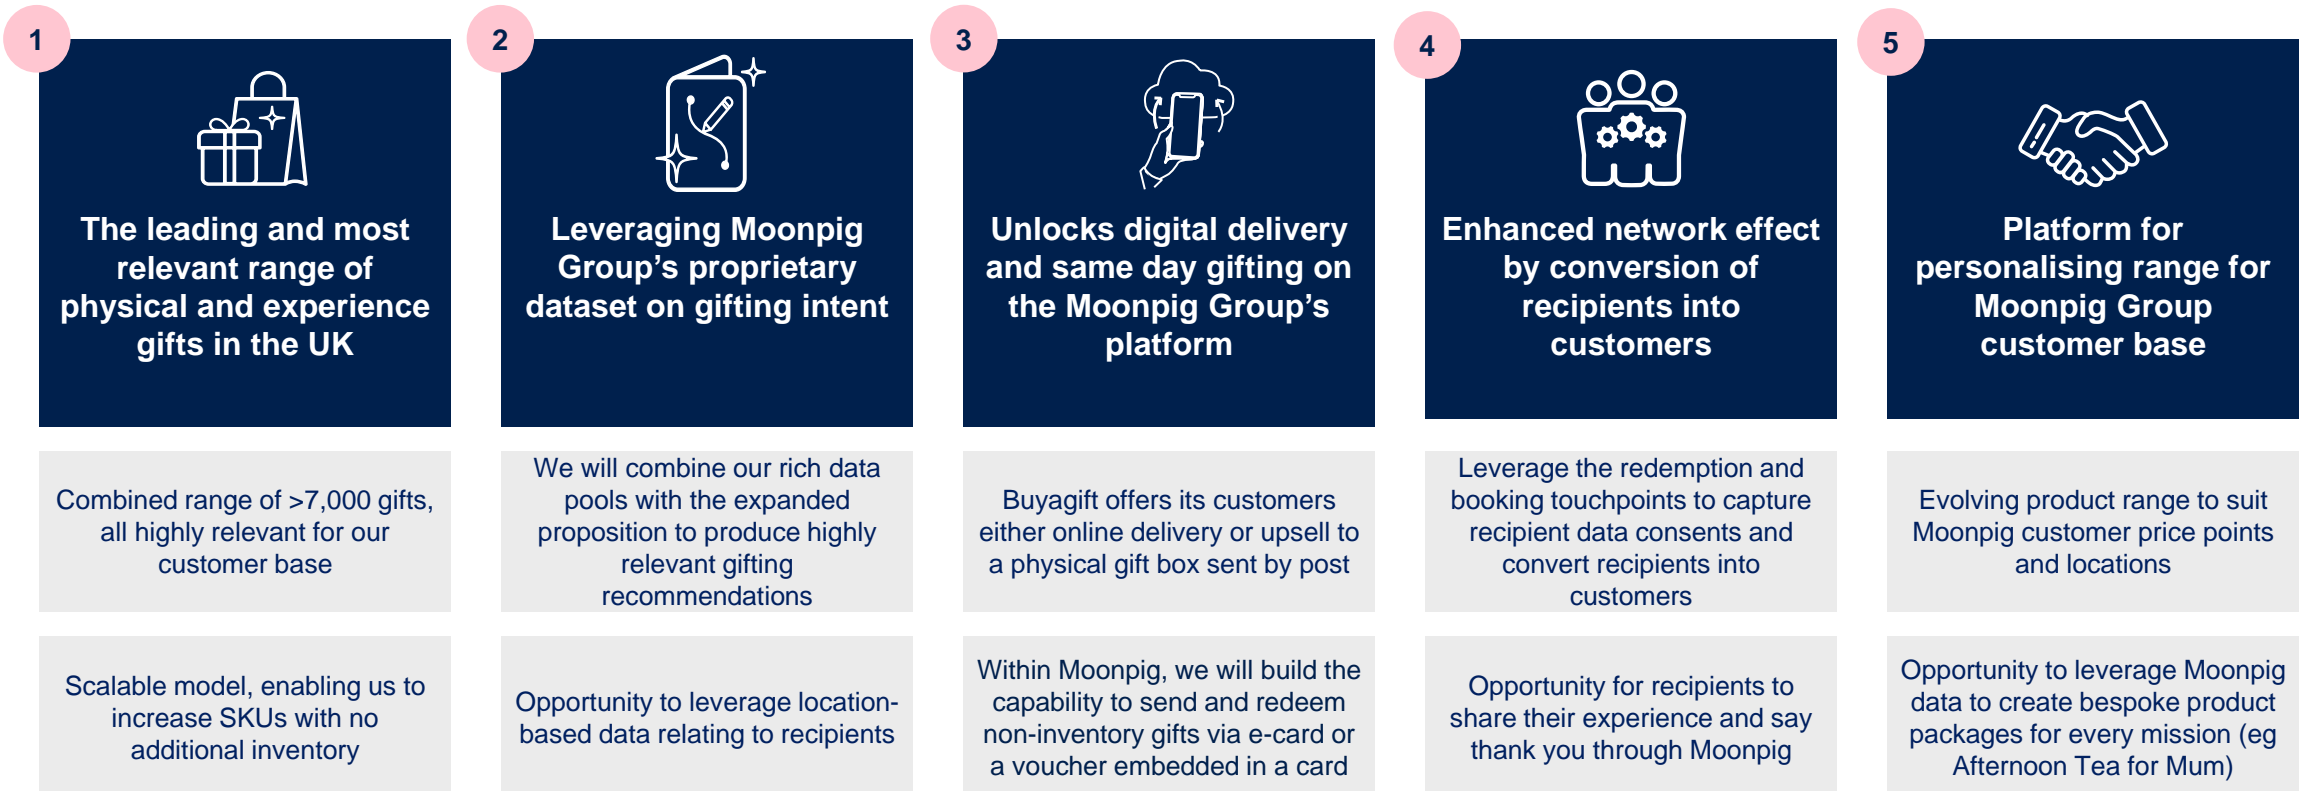 1
The leading and most
relevant range of
physical and experience
gifts in the UK
Combined range of >7,000 gifts,
all highly relevant for our
customer base
Scalable model, enabling us to
increase SKUs with no
additional inventory
2
Leveraging Moonpig
Group’s proprietary
dataset on gifting intent
We will combine our rich data
pools with the expanded
proposition to produce highly
relevant gifting
recommendations
Opportunity to leverage location-
based data relating to recipients
3
Unlocks digital delivery
and same day gifting on
the Moonpig Group’s
platform
Buyagift offers its customers
either online delivery or upsell to
a physical gift box sent by post
Within Moonpig, we will build the
capability to send and redeem
non-inventory gifts via e-card or
a voucher embedded in a card
4
Enhanced network effect
by conversion of
recipients into
customers
Leverage the redemption and
booking touchpoints to capture
recipient data consents and
convert recipients into
customers
Opportunity for recipients to
share their experience and say
thank you through Moonpig
5
Platform for
personalising range for
Moonpig Group
customer base
Evolving product range to suit
Moonpig customer price points
and locations
Opportunity to leverage Moonpig
data to create bespoke product
packages for every mission (eg
Afternoon Tea for Mum)